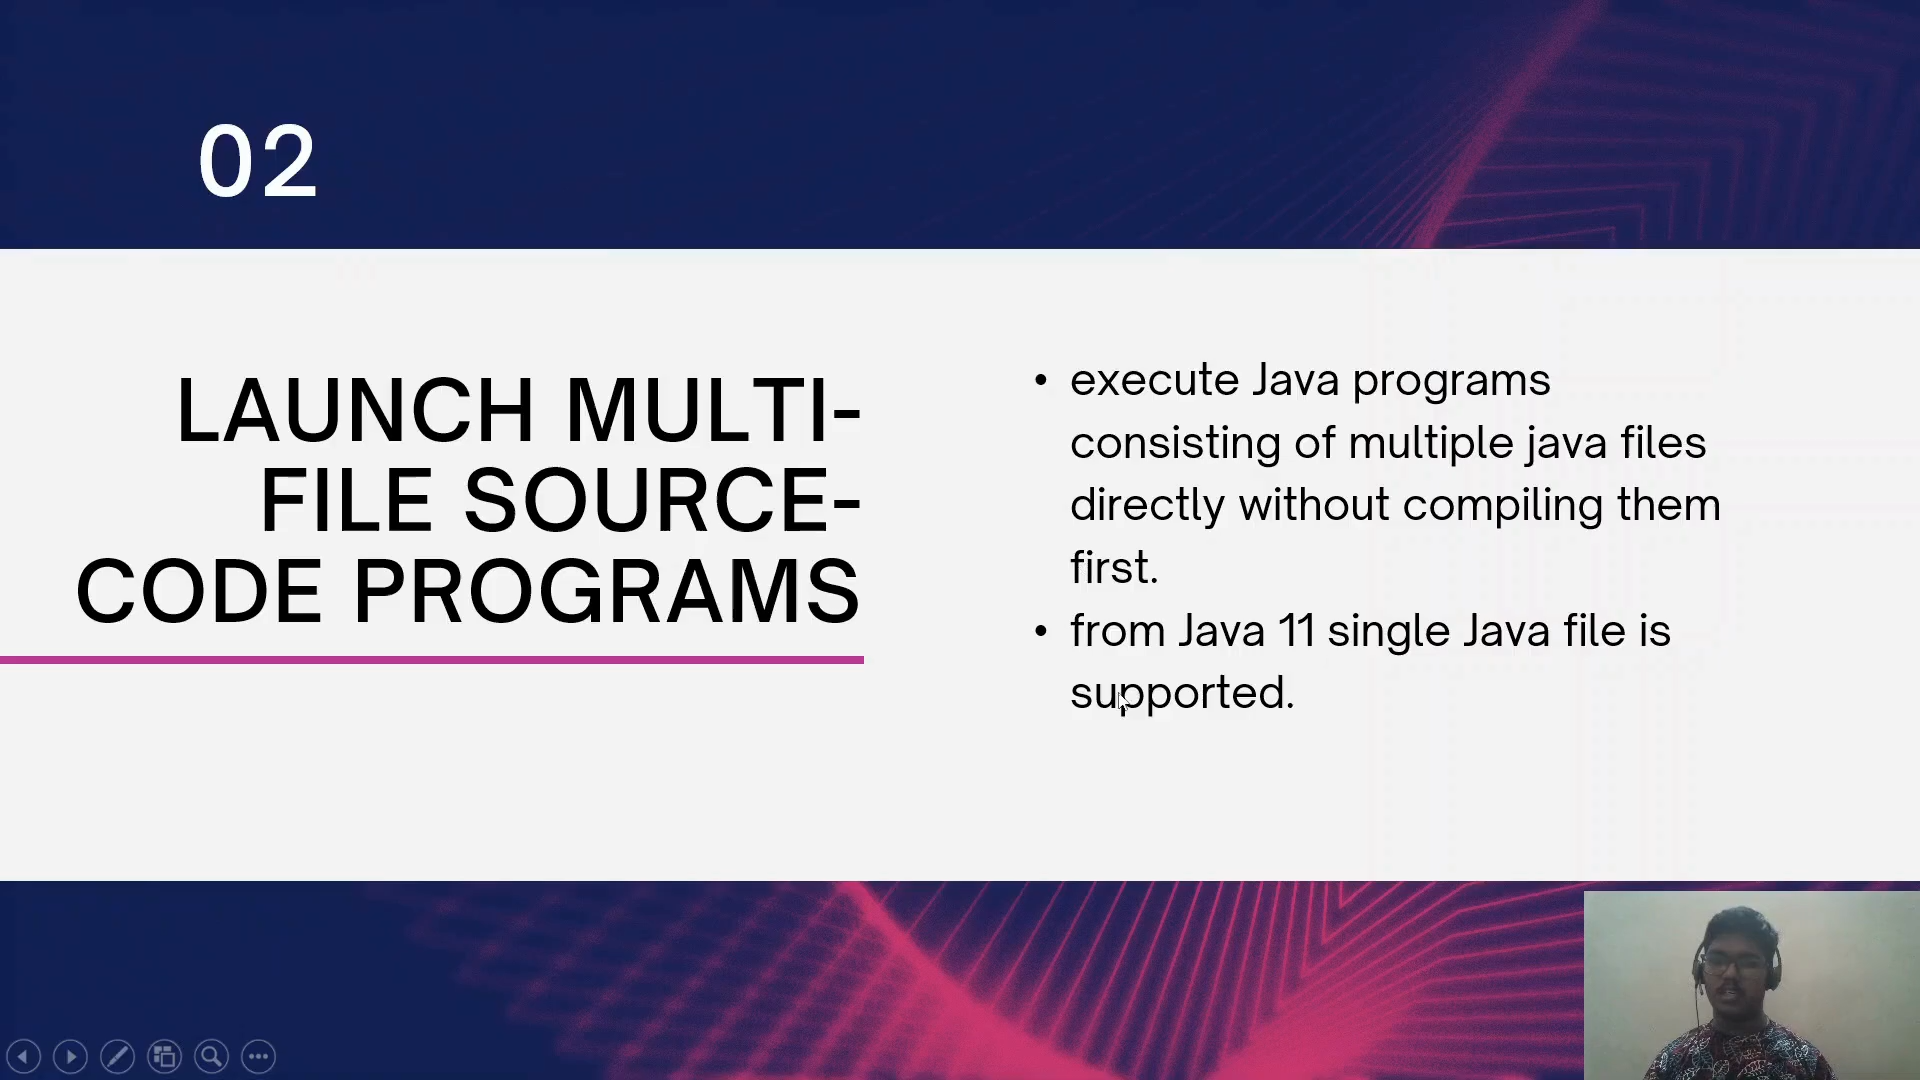 02
LAUNCH MULTI-
FILE SOURCE-
CODE PROGRAMS
• execute Java programs
consisting of multiple java files
directly without compiling them
first.
• from Java 11 single Java file is
supported.